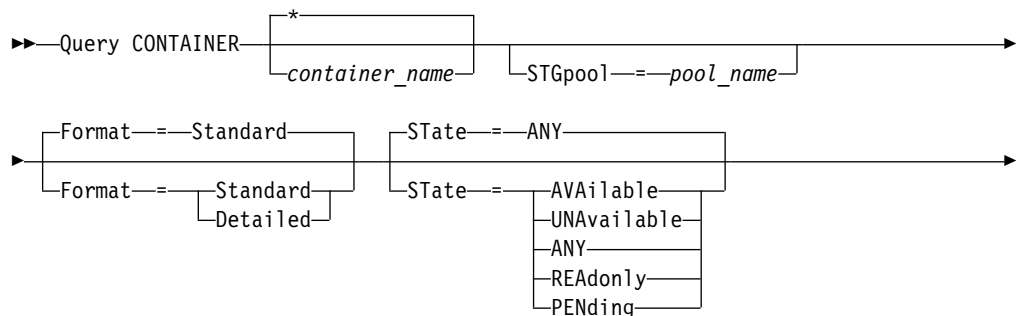 *
Query CONTAINER
container_name
STGpool = pool_name
Format = Standard
STate = ANY
Format = Standard
STate = AVAilable
Detailed
UNAvailable
ANY
REAdonly
PENding